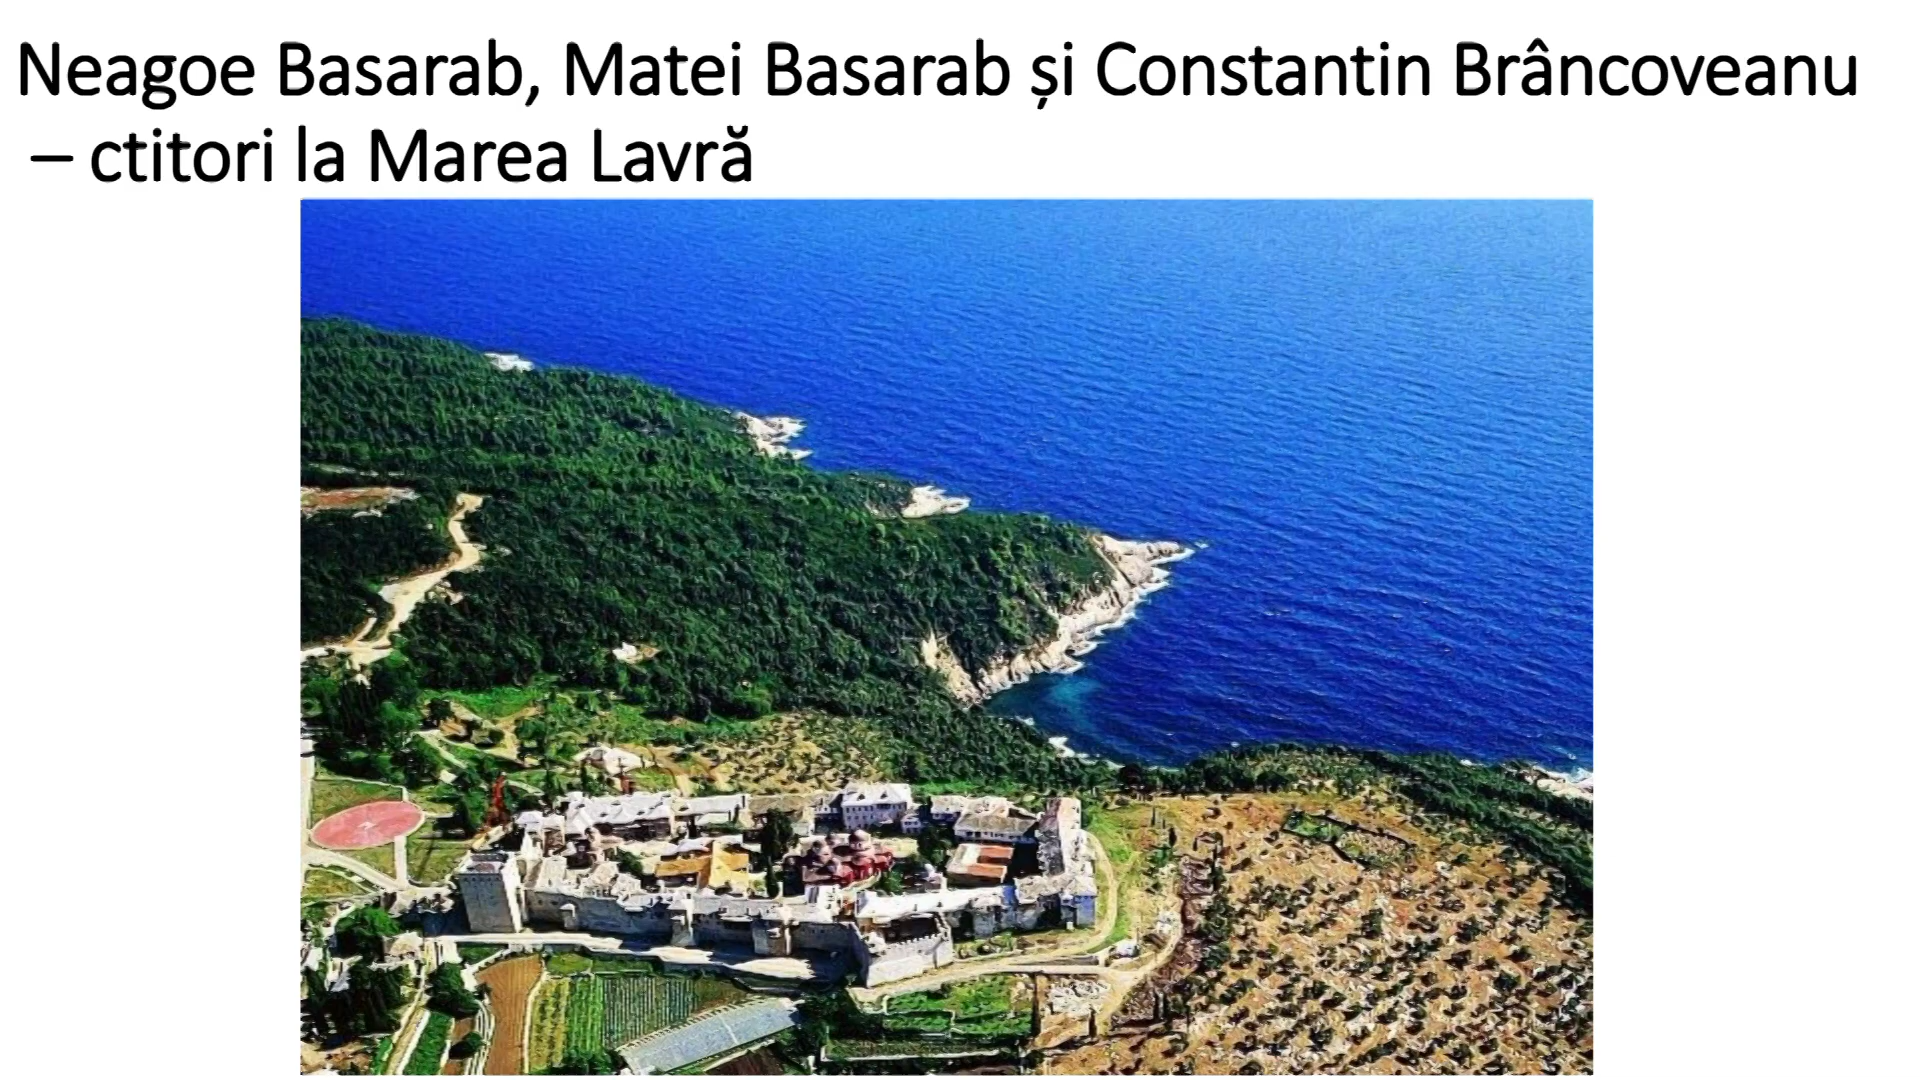 Neagoe Basarab, Matei Basarab și Constantin Brâncoveanu
– ctitori la Marea Lavră